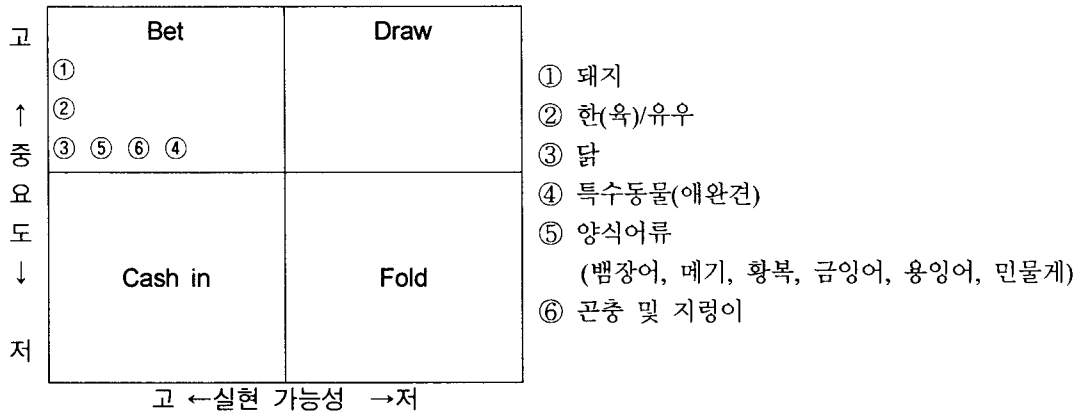 고
↑
중
요
도
↓
저
Bet
Draw
①
②
③ ⑤ ⑥ ④
Cash in
Fold
고 ←실현 가능성 →저
① 돼지
② 한(육)/유우
③ 닭
④ 특수동물(애완견)
⑤ 양식어류
(뱀장어, 메기, 황복, 금잉어, 용잉어, 민물게)
⑥ 곤충 및 지렁이